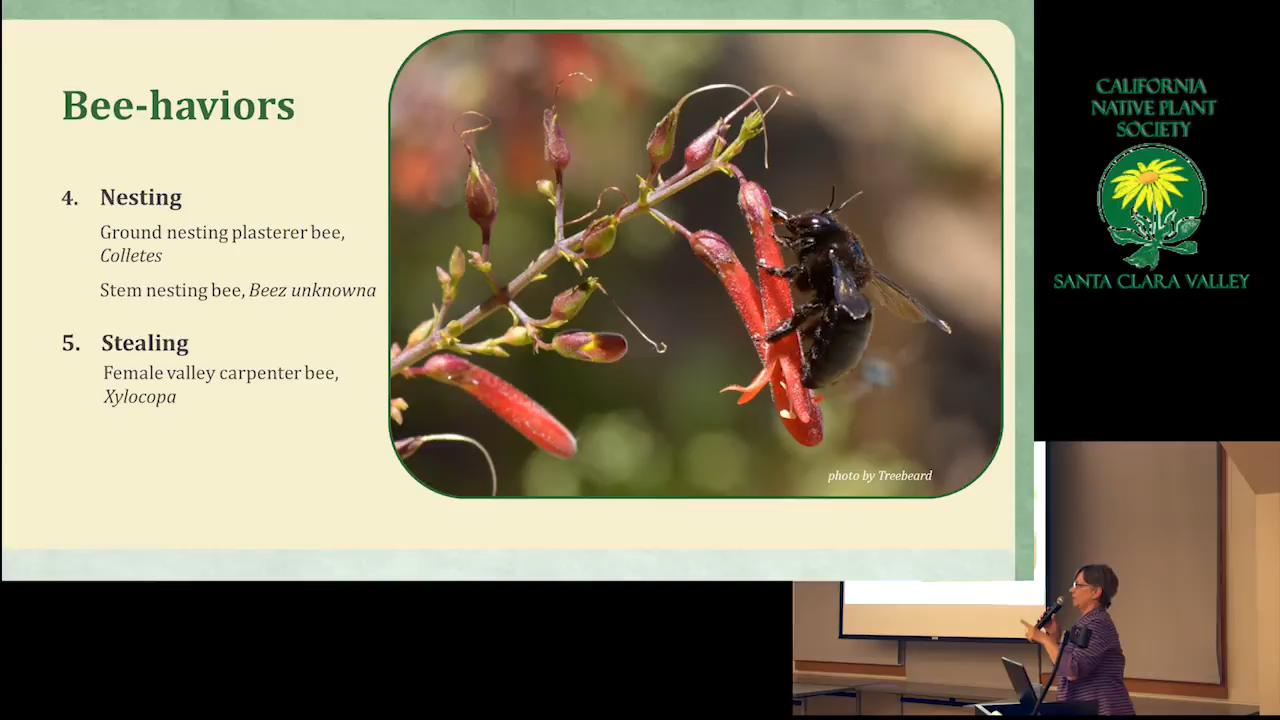 Bee-haviors
4. Nesting
Ground nesting plasterer bee,
Colletes
Stem nesting bee, Beez unknowna
5. Stealing
Female valley carpenter bee,
Xylocopa
photo by Treebeard
CALIFORNIA
NATIVE PLANT
SOCIETY
SANTA CLARA VALLEY